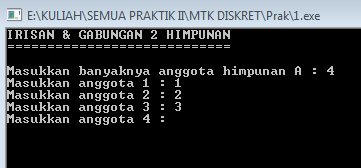 E:\KULIAH\SEMUA PRAKTIK II\MTK DISKRET\Prak\1.exe
IRISAN & GABUNGAN 2 HIMPUNAN
============================
Masukkan banyaknya anggota himpunan A : 4
Masukkan anggota 1 : 1
Masukkan anggota 2 : 2
Masukkan anggota 3 : 3
Masukkan anggota 4 :